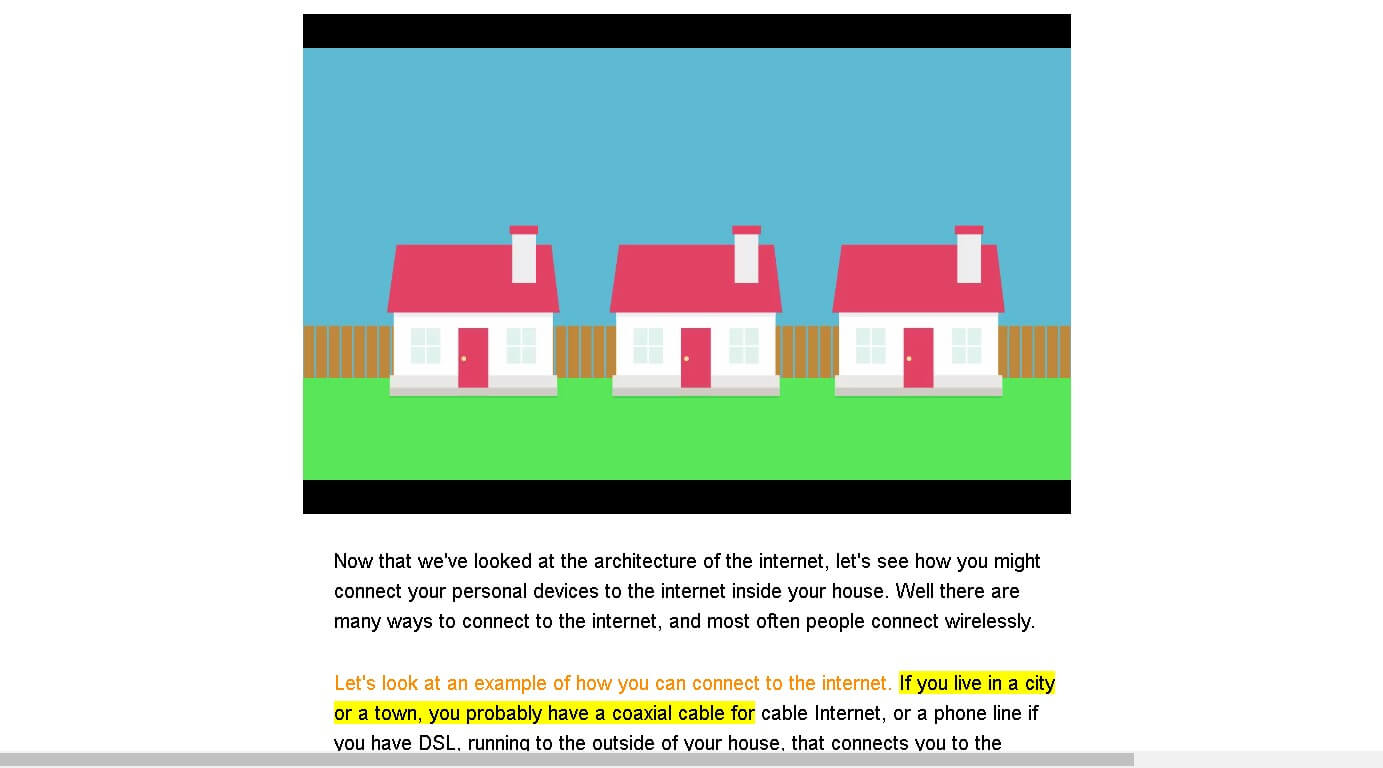 Now that we've looked at the architecture of the internet, let's see how you might
connect your personal devices to the internet inside your house. Well there are
many ways to connect to the internet, and most often people connect wirelessly.
Let's look at an example of how you can connect to the internet. If you live in a city
or a town, you probably have a coaxial cable for cable Internet, or a phone line if
you have DSL, running to the outside of your house, that connects you to the